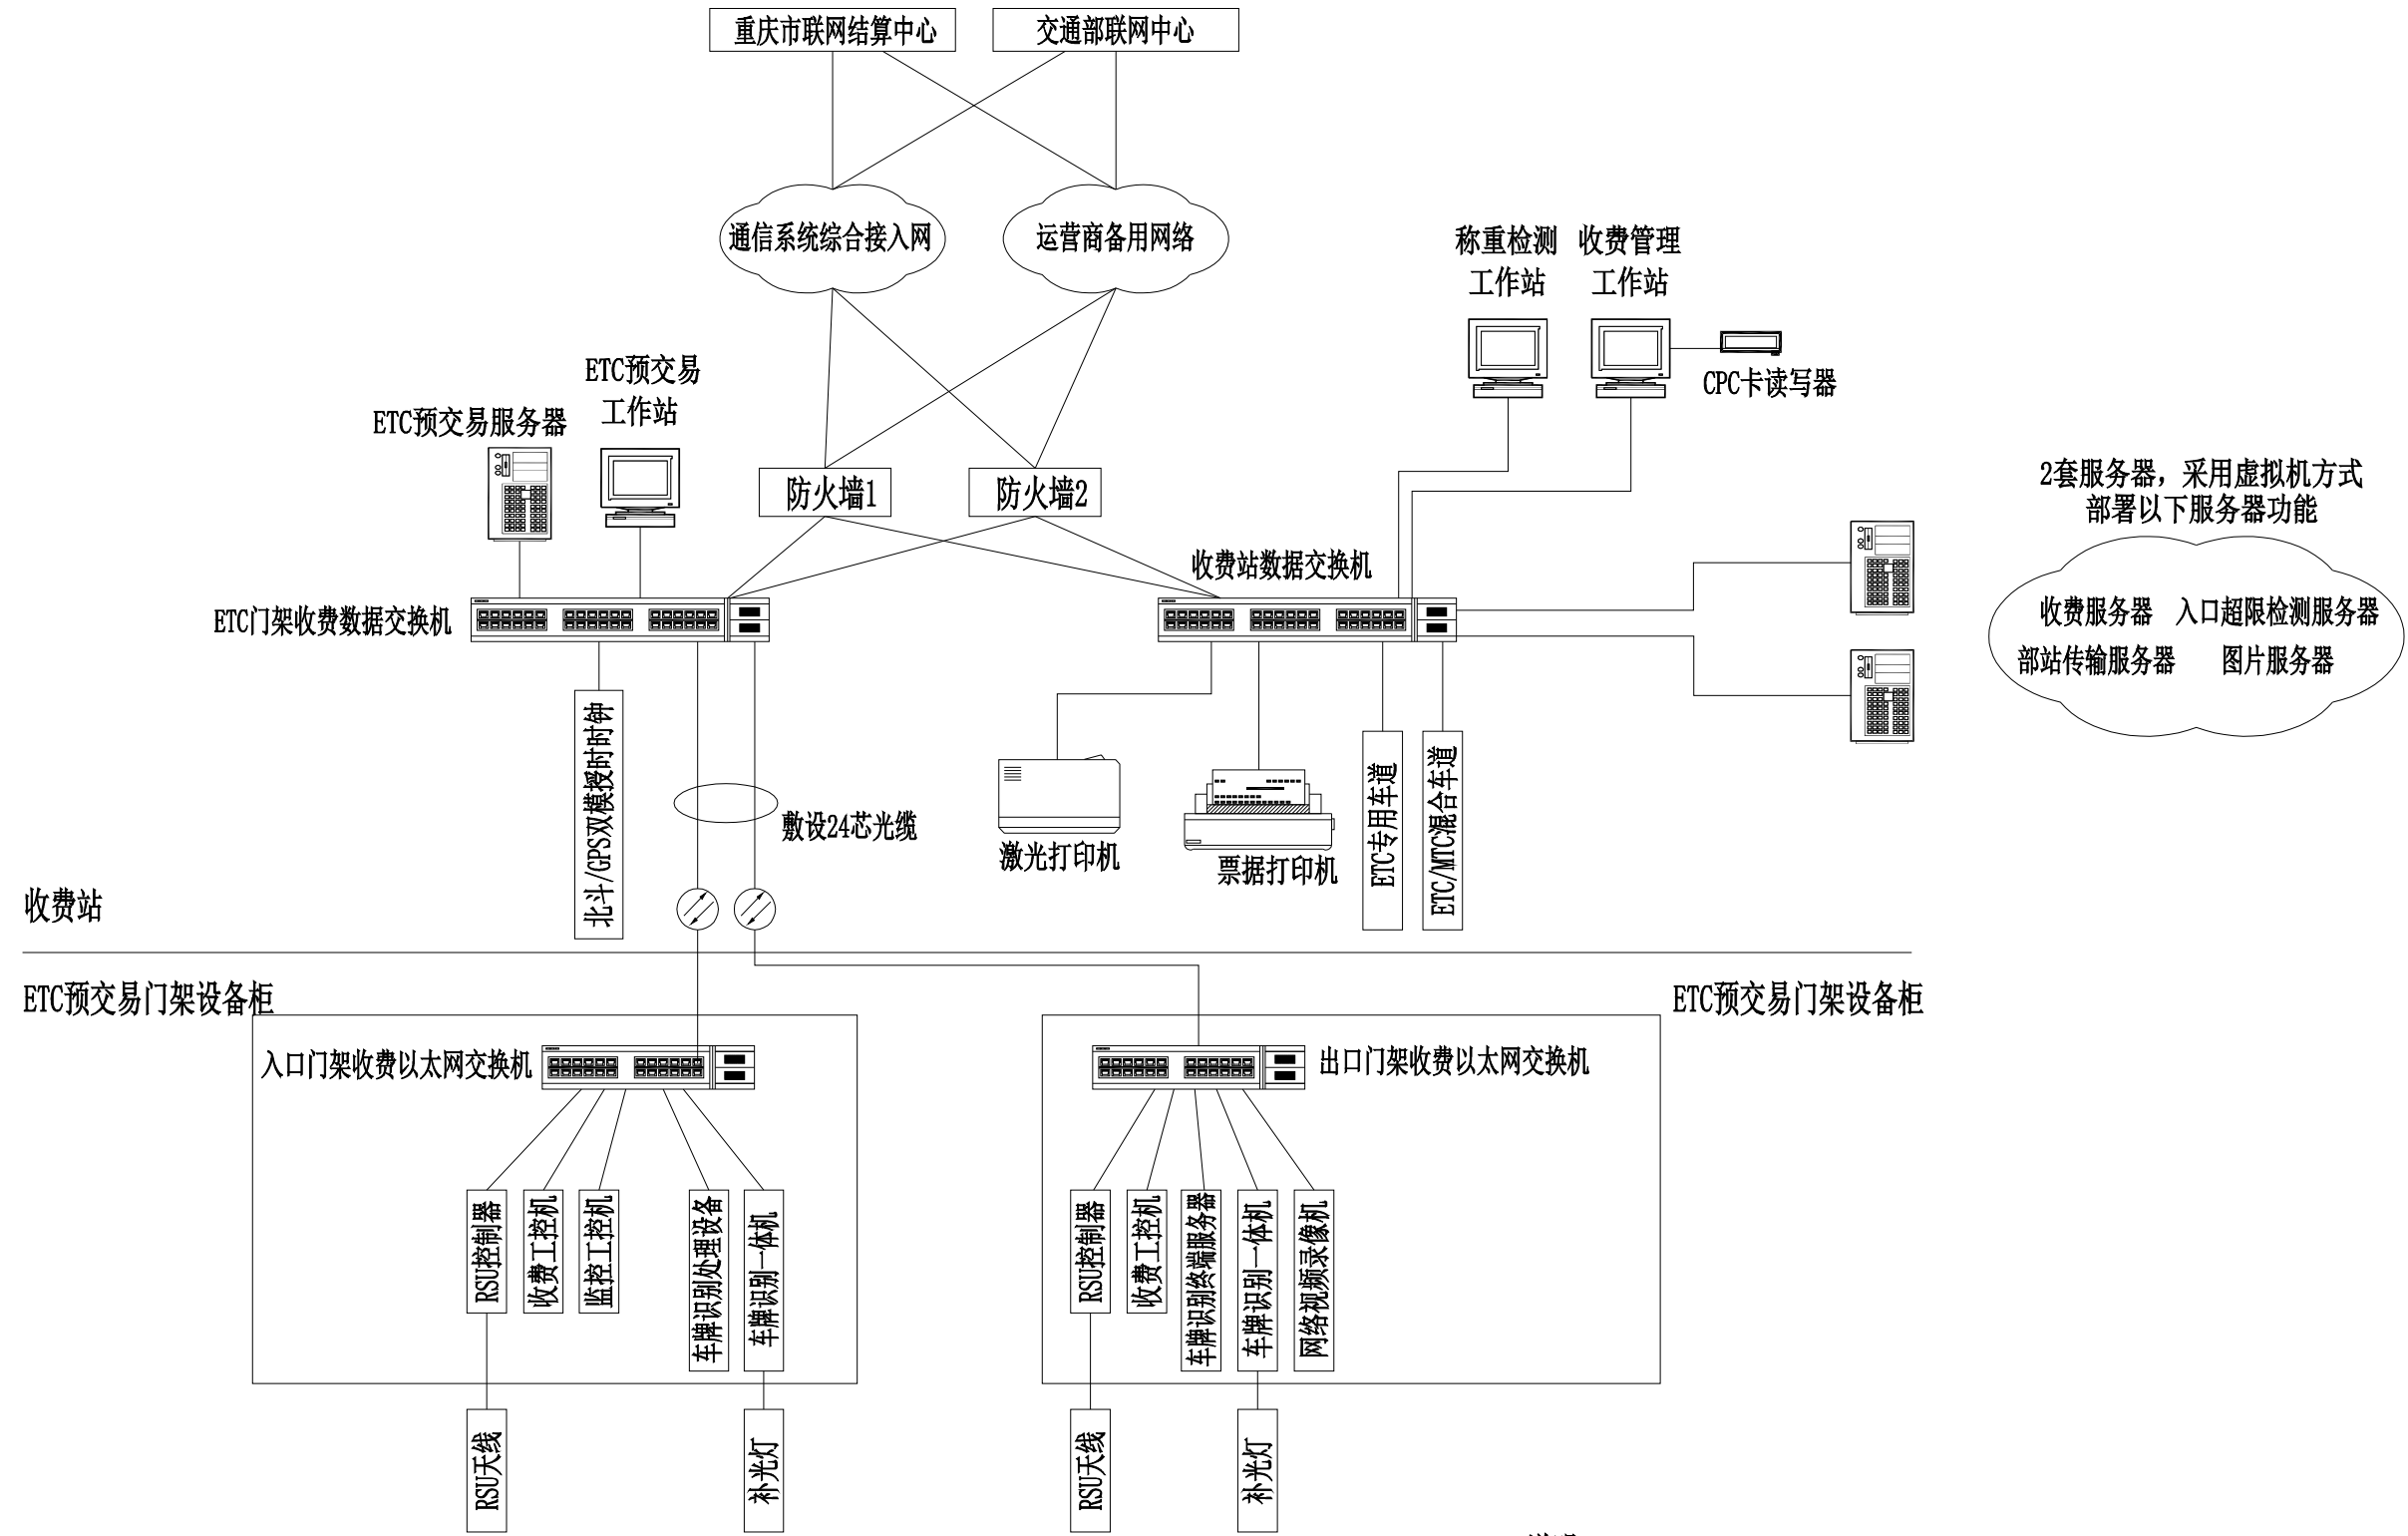 重庆市联网结算中心
交通部联网中心
通信系统综合接入网
运营商备用网络
称重检测
工作站
收费管理
工作站
CPC卡读写器
ETC预交易
工作站
ETC预交易服务器
防火墙1
防火墙2
2套服务器，采用虚拟机方式
部署以下服务器功能
收费站数据交换机
ETC门架收费数据交换机
收费服务器
入口超限检测服务器
部站传输服务器
图片服务器
北斗/GPS双模授时时钟
敷设24芯光缆
激光打印机
票据打印机
ETC专用车道
ETC/MTC混合车道
收费站
ETC预交易门架设备柜
ETC预交易门架设备柜
入口门架收费以太网交换机
出口门架收费以太网交换机
RSU控制器
收费工控机
监控工控机
车牌识别处理设备
车牌识别一体机
RSU控制器
收费工控机
车牌识别终端服务器
车牌识别一体机
网络视频录像机
RSU天线
补光灯
RSU天线
补光灯